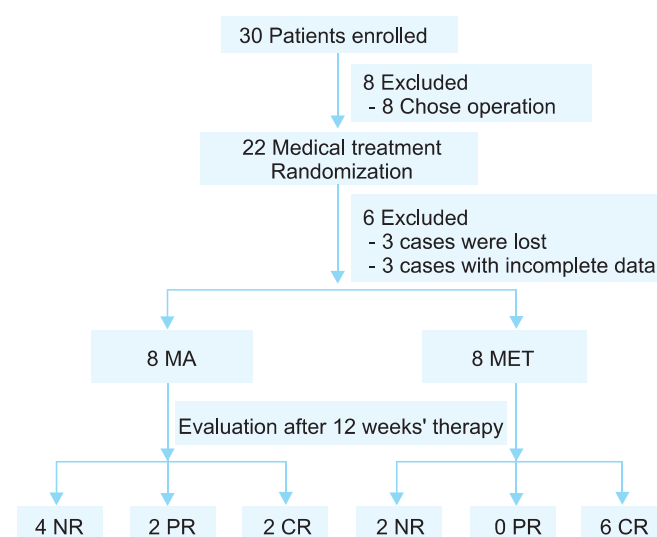 30 Patients enrolled
8 Excluded
- 8 Chose operation
22 Medical treatment
Randomization
6 Excluded
- 3 cases were lost
- 3 cases with incomplete data
8 MA
8 MET
Evaluation after 12 weeks' therapy
4 NR
2 PR
2 CR
2 NR
0 PR
6 CR